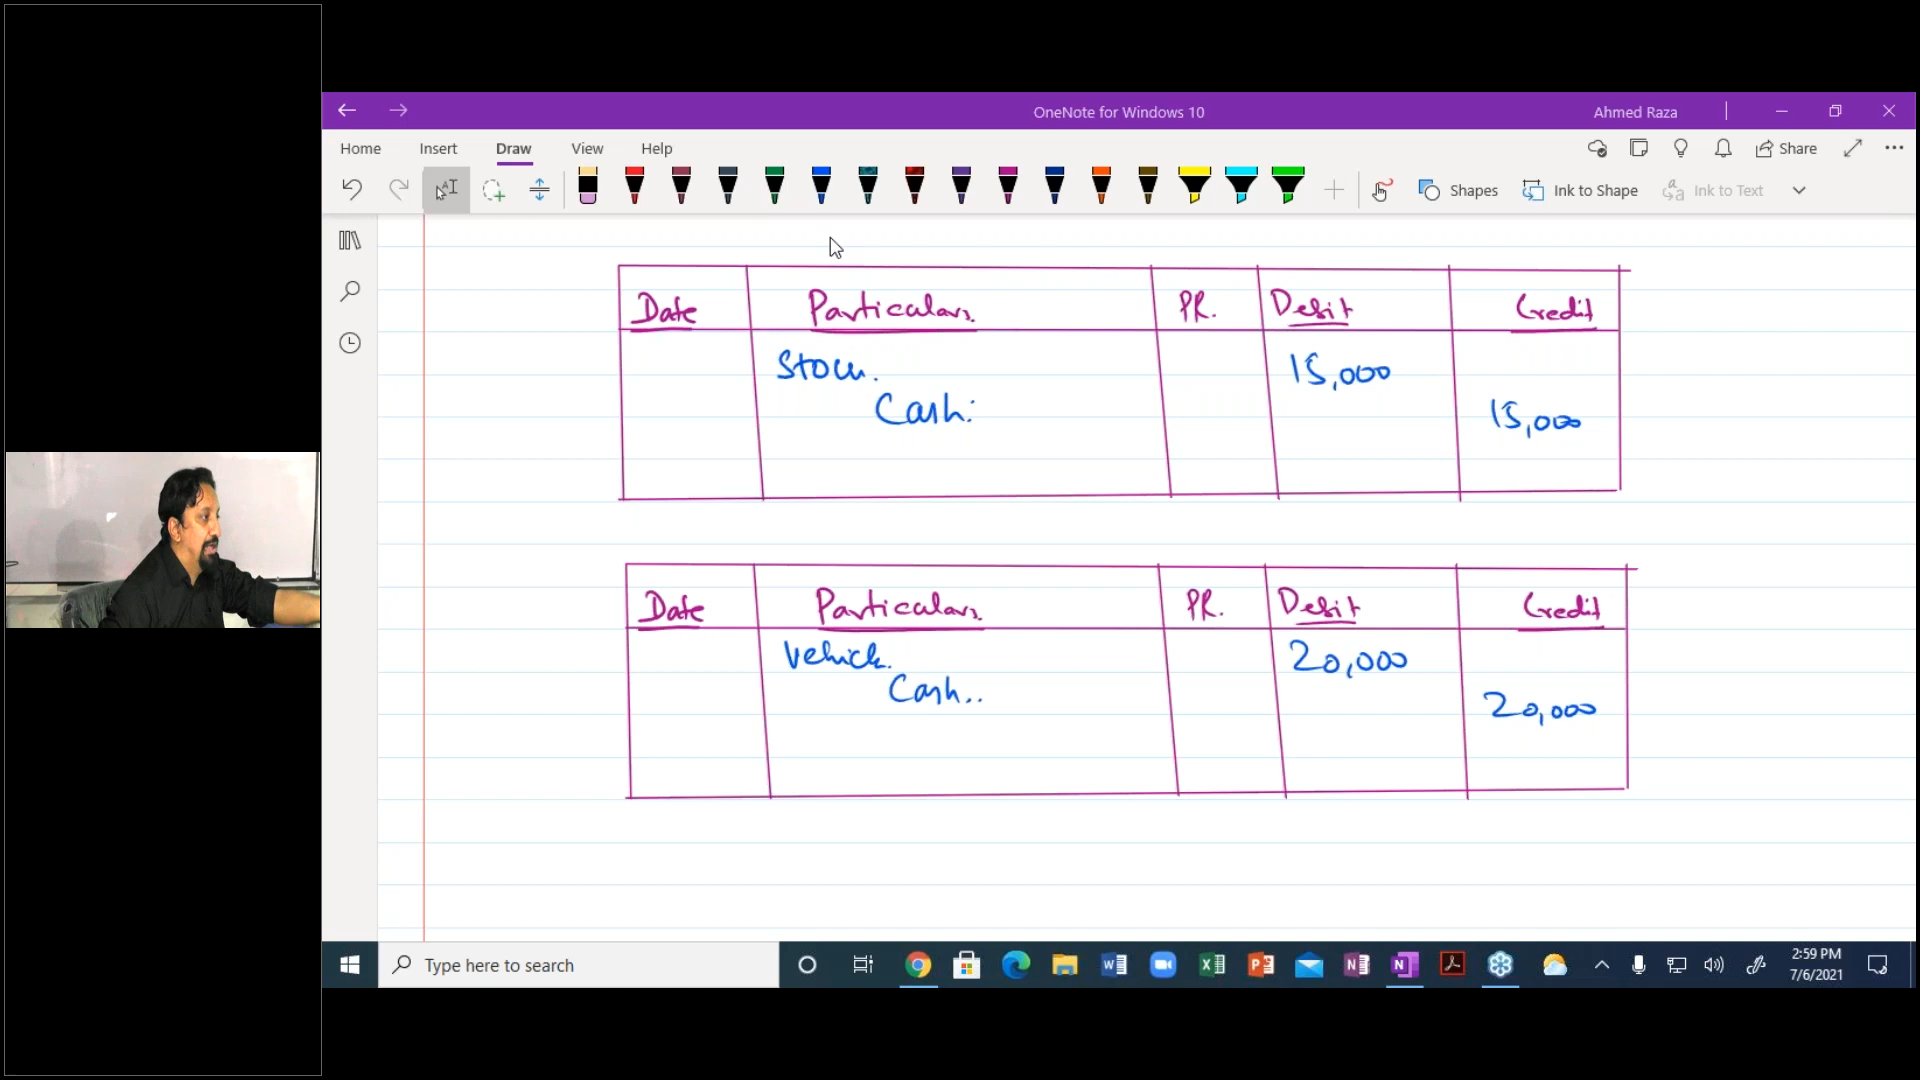 OneNote for Windows 10
Ahmed Raza
Home Insert Draw View Help
Share
Shapes Ink to Shape Ink to Text
Date Particulars. PR. Debit Credit
Stock. 15,000
Cash. 15,000
Date Particulars. PR. Debit Credit
Vehicle. 20,000
Cash.. 20,000
Type here to search
2:59 PM
7/6/2021